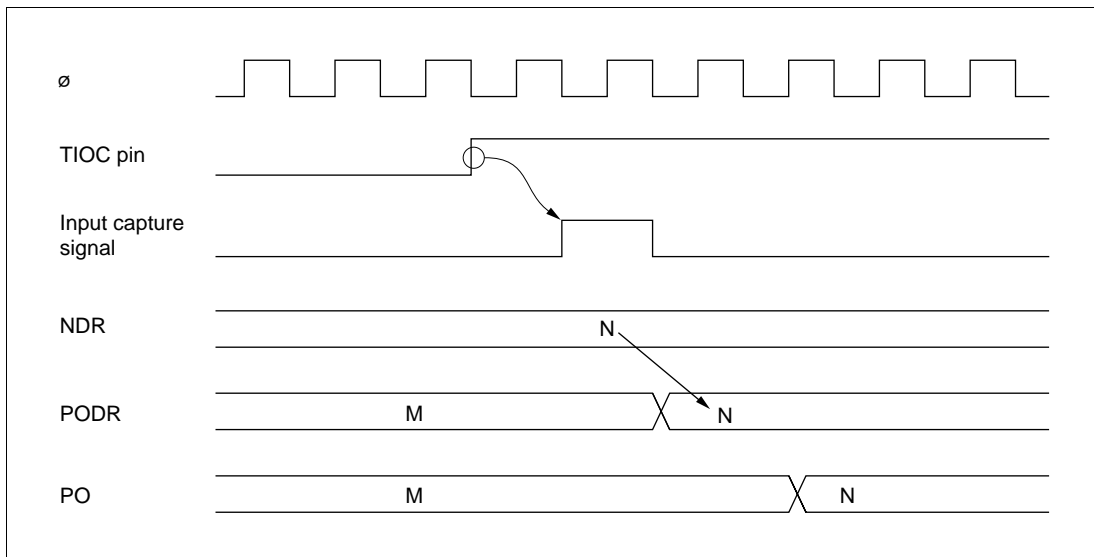 ø
TIOC pin
Input capture
signal
NDR
N
PODR
M
N
PO
M
N